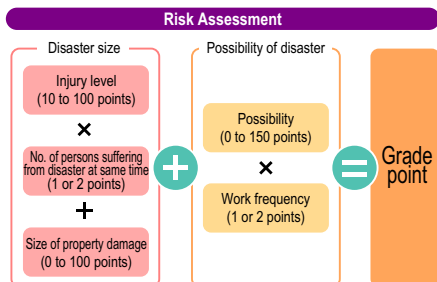 Risk Assessment
Disaster size
Injury level
(10 to 100 points)
×
No. of persons suffering
from disaster at same time
(1 or 2 points)
+
Size of property damage
(0 to 100 points)
+
Possibility of disaster
Possibility
(0 to 150 points)
×
Work frequency
(1 or 2 points)
=
Grade
point